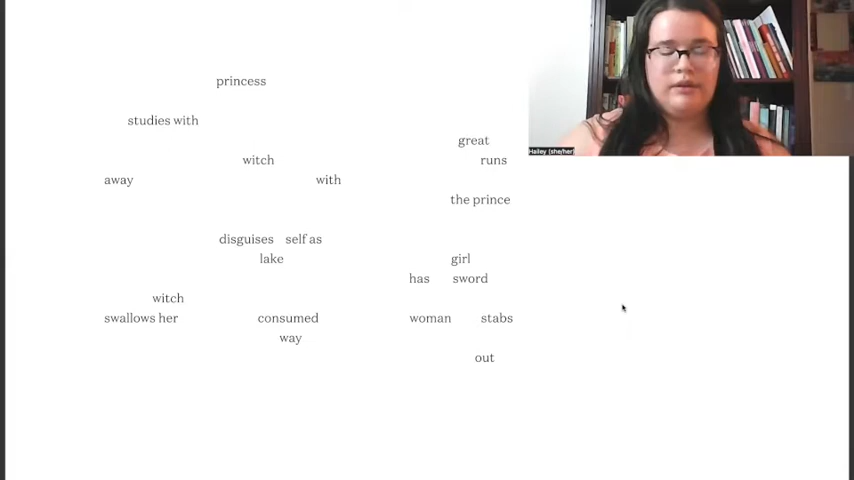 princess
studies with
great
witch runs
away with
the prince
disguises self as
lake girl
has sword
witch
swallows her consumed woman stabs
way
out
Hailey (she/her)